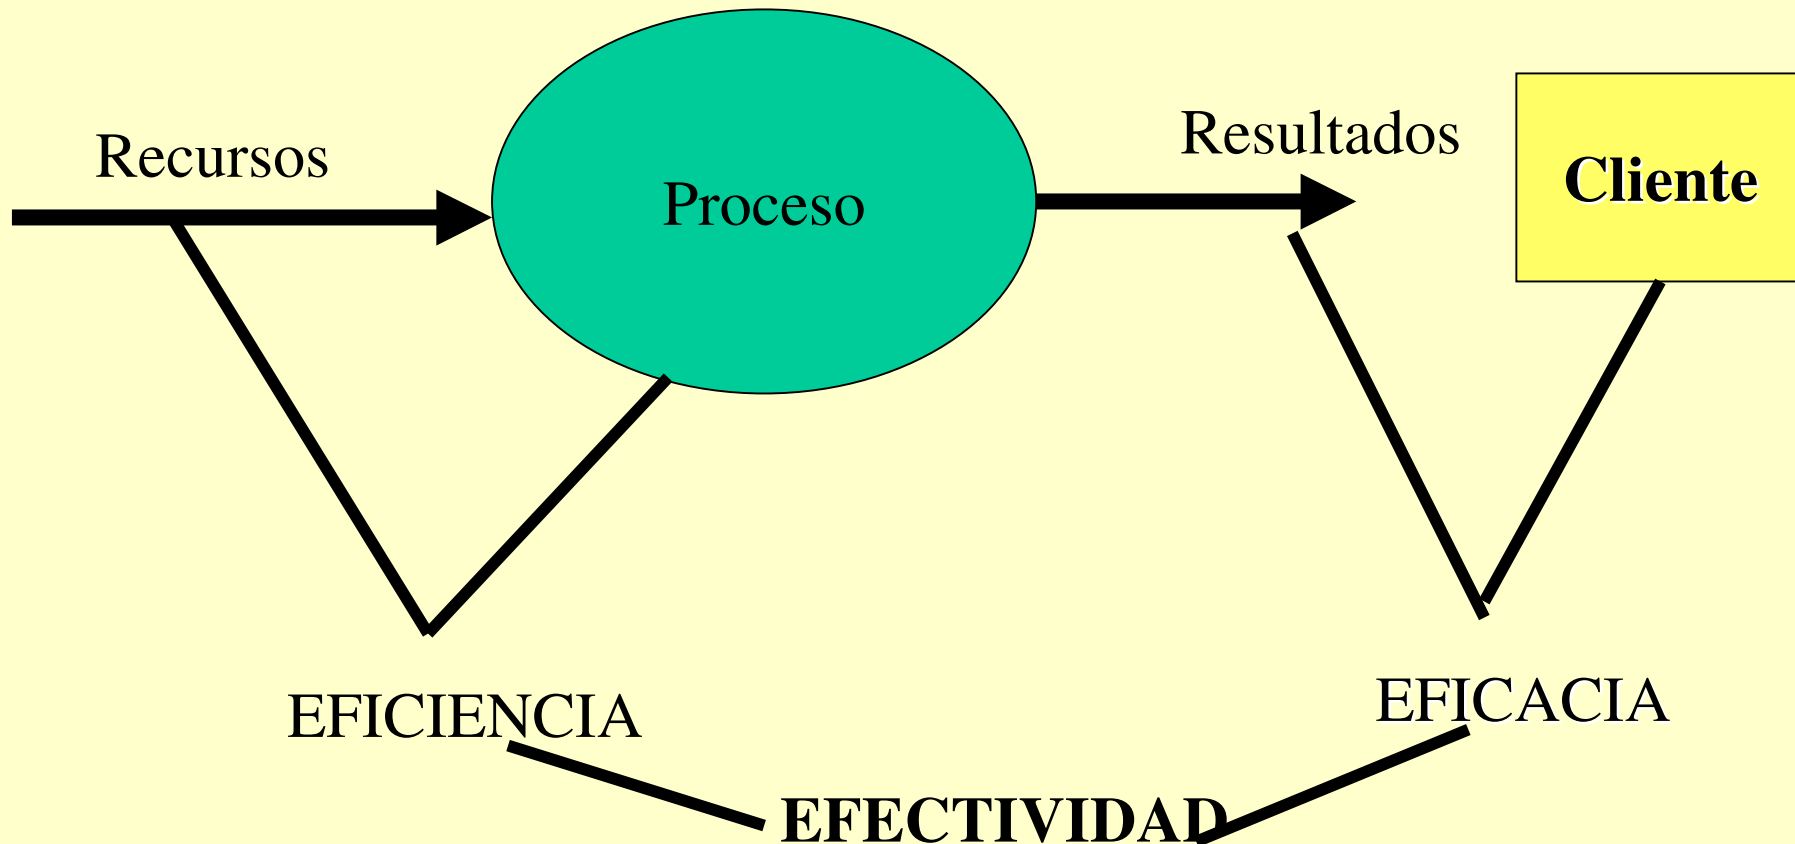 Recursos
Proceso
Resultados
Cliente
EFICIENCIA
EFICACIA
EFECTIVIDAD